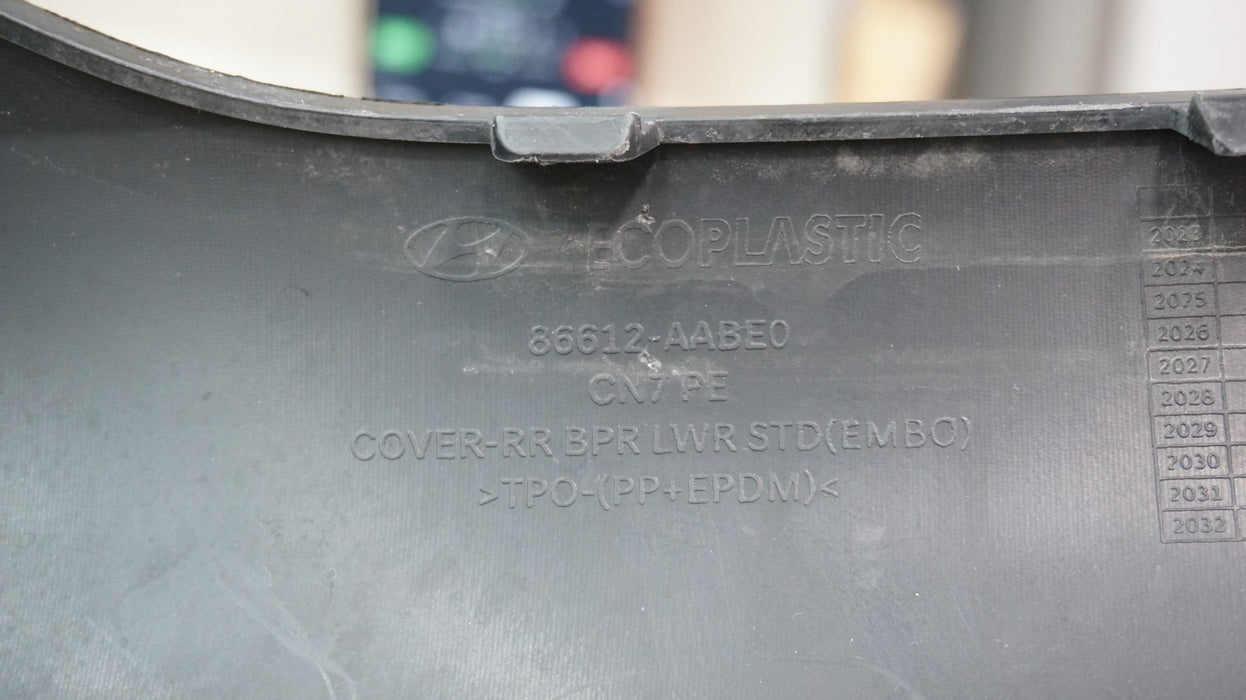 ECOPLASTIC
86612-AABE0
CN7 PE
COVER-RR BPR LWR STD(EMBO)
>TPO-(PP+EPDM)<
2023
2024
2025
2026
2027
2028
2029
2030
2031
2032